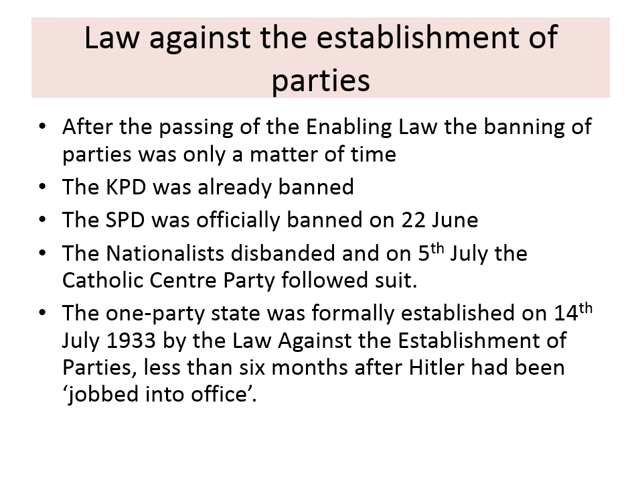 Law against the establishment of
parties
• After the passing of the Enabling Law the banning of
parties was only a matter of time
• The KPD was already banned
• The SPD was officially banned on 22 June
• The Nationalists disbanded and on 5th July the
Catholic Centre Party followed suit.
• The one-party state was formally established on 14th
July 1933 by the Law Against the Establishment of
Parties, less than six months after Hitler had been
‘jobbed into office’.